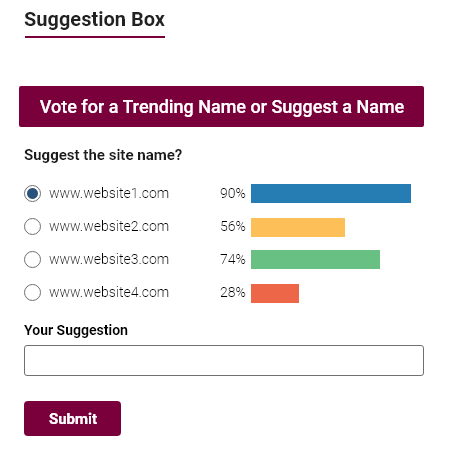 Suggestion Box
Vote for a Trending Name or Suggest a Name
Suggest the site name?
www.website1.com 90%
www.website2.com 56%
www.website3.com 74%
www.website4.com 28%
Your Suggestion
Submit